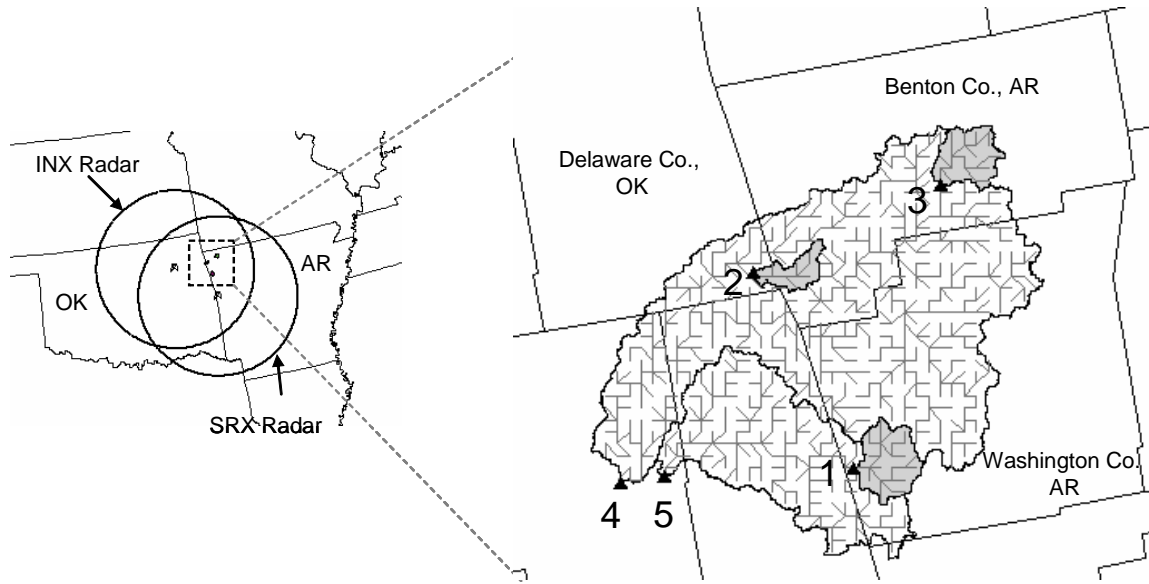 INX Radar
AR
OK
SRX Radar
Benton Co., AR
Delaware Co.,
OK
3
2
1
Washington Co.
AR
4
5